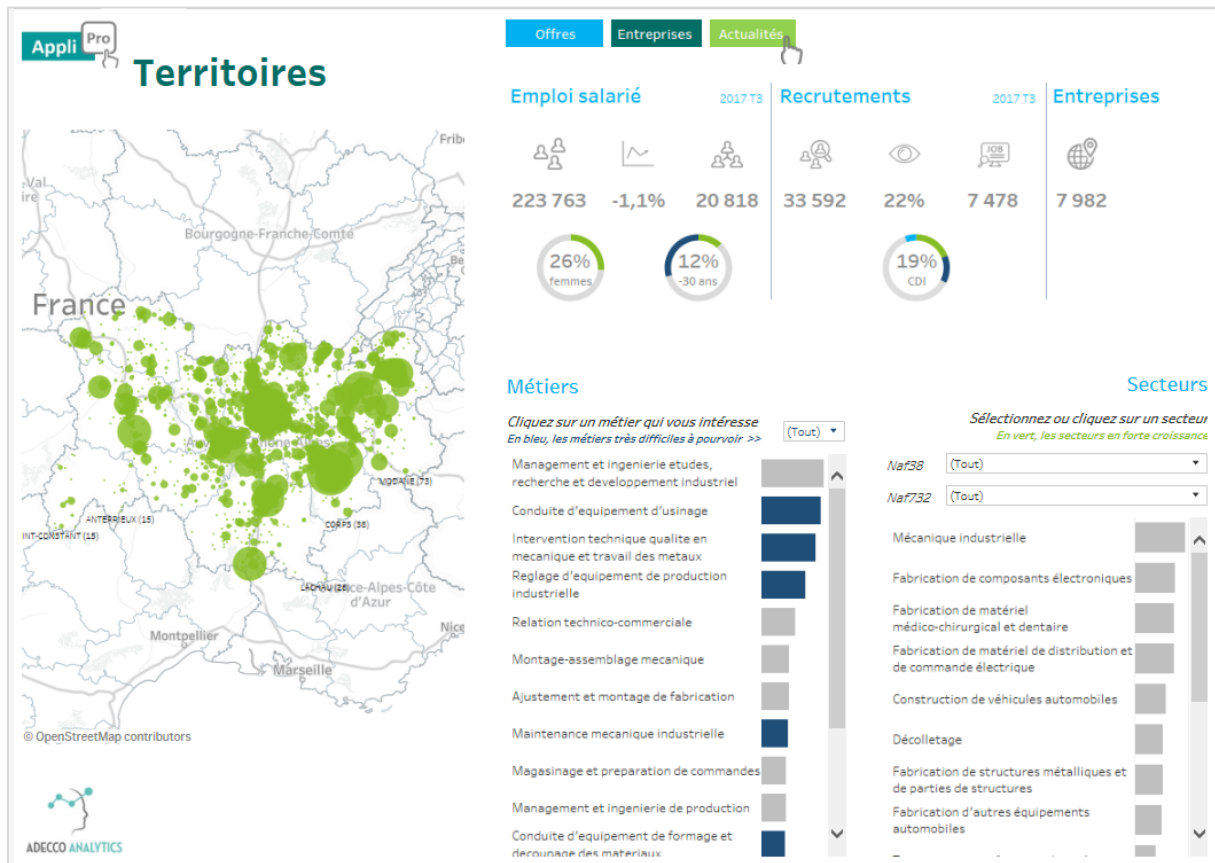 Appli Pro
Territoires
Offres
Entreprises
Actualités
Emploi salarié
2017 T3
Recrutements
2017 T3
Entreprises
223 763
-1,1%
20 818
33 592
22%
JOB
7 478
7 982
26%
femmes
12%
-30 ans
19%
CDI
Bourgogne-Franche-Comté
France
MODANE (73)
ANTERRIEUX (15)
CORPS (38)
INT-CONSTANT (15)
d'Azur
Montpellier
Marseille
Nice
© OpenStreetMap contributors
ADECCO ANALYTICS
Métiers
Cliquez sur un métier qui vous intéresse
En bleu, les métiers très difficiles à pourvoir >>
(Tout)
Management et ingenierie etudes,
recherche et developpement industriel
Conduite d'equipement d'usinage
Intervention technique qualite en
mecanique et travail des metaux
Reglage d'equipement de production
industrielle
Relation technico-commerciale
Montage-assemblage mecanique
Ajustement et montage de fabrication
Maintenance mecanique industrielle
Magasinage et preparation de commandes
Management et ingenierie de production
Conduite d'equipement de formage et
decoupage des materiaux
Secteurs
Sélectionnez ou cliquez sur un secteur
En vert, les secteurs en forte croissance
Naf38
(Tout)
Naf732
(Tout)
Mécanique industrielle
Fabrication de composants électroniques
Fabrication de matériel
médico-chirurgical et dentaire
Fabrication de matériel de distribution et
de commande électrique
Construction de véhicules automobiles
Décolletage
Fabrication de structures métalliques et
de parties de structures
Fabrication d'autres équipements
automobiles